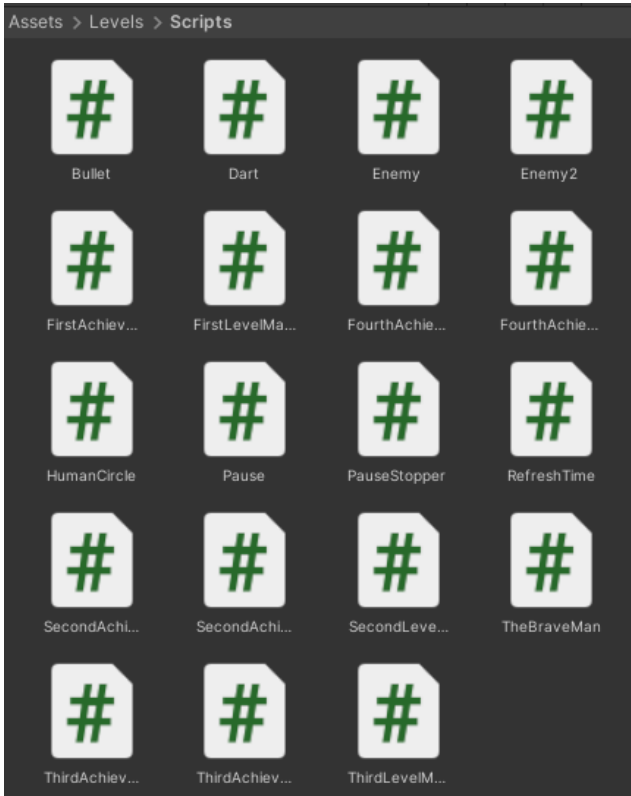 Assets > Levels > Scripts
Bullet Dart Enemy Enemy2
FirstAchiev... FirstLevelMa... FourthAchie... FourthAchie...
HumanCircle Pause PauseStopper RefreshTime
SecondAchi... SecondAchi... SecondLeve... TheBraveMan
ThirdAchiev... ThirdAchiev... ThirdLevelM...